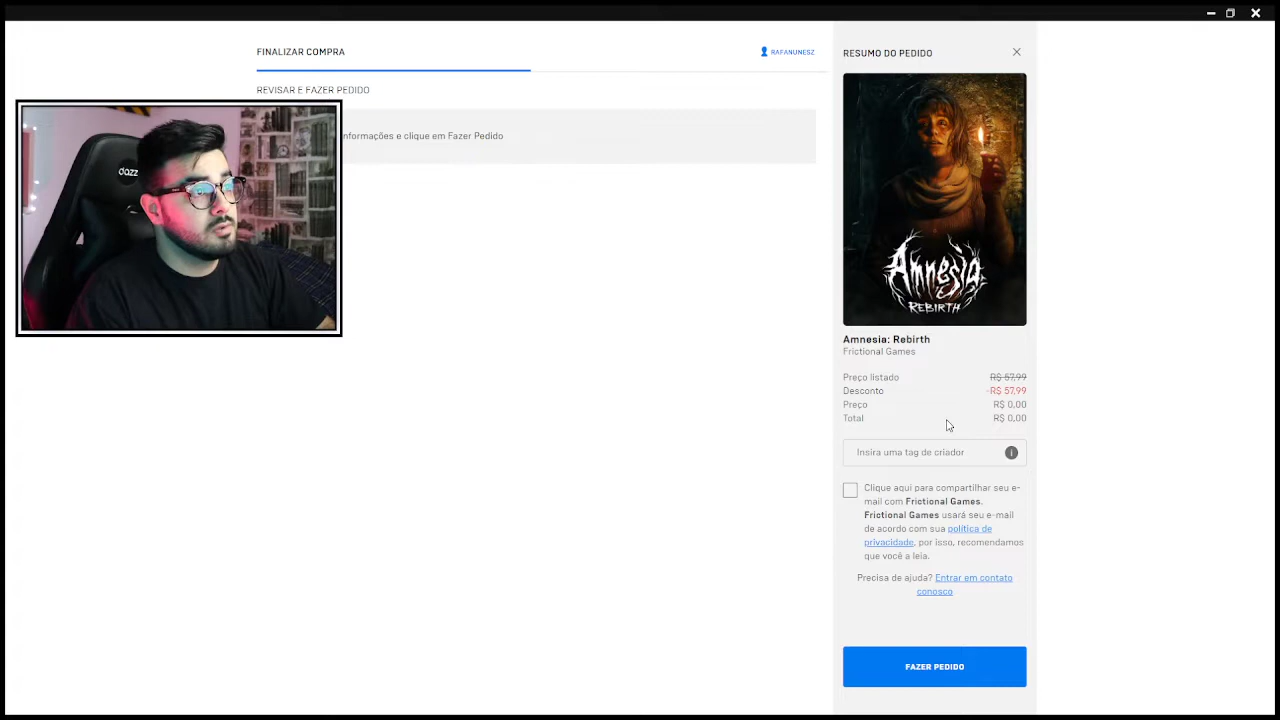 FINALIZAR COMPRA
RAFANUNESZ
REVISAR E FAZER PEDIDO
nformações e clique em Fazer Pedido
dazz
RESUMO DO PEDIDO
Amnesia
REBIRTH
Amnesia: Rebirth
Frictional Games
Preço listado R$ 57,99
Desconto -R$ 57,99
Preço R$ 0,00
Total R$ 0,00
Insira uma tag de criador
Clique aqui para compartilhar seu e-
mail com Frictional Games.
Frictional Games usará seu e-mail
de acordo com sua política de
privacidade, por isso, recomendamos
que você a leia.
Precisa de ajuda? Entrar em contato
conosco
FAZER PEDIDO